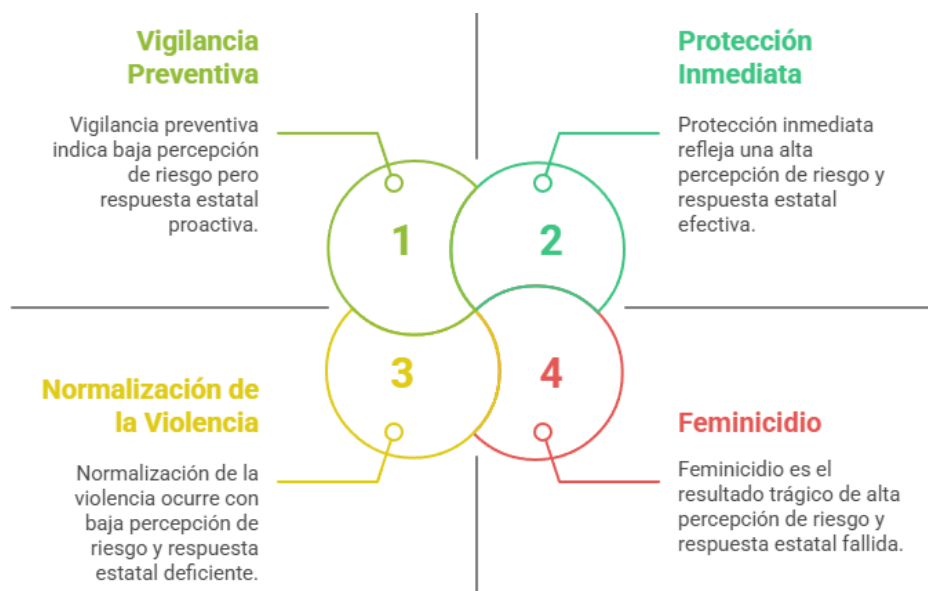 Vigilancia
Preventiva
Vigilancia preventiva
indica baja percepción
de riesgo pero
respuesta estatal
proactiva.
Protección
Inmediata
Protección inmediata
refleja una alta
percepción de riesgo y
respuesta estatal
efectiva.
1
2
3
4
Normalización de
la Violencia
Normalización de la
violencia ocurre con
baja percepción de
riesgo y respuesta
estatal deficiente.
Feminicidio
Feminicidio es el
resultado trágico de alta
percepción de riesgo y
respuesta estatal fallida.